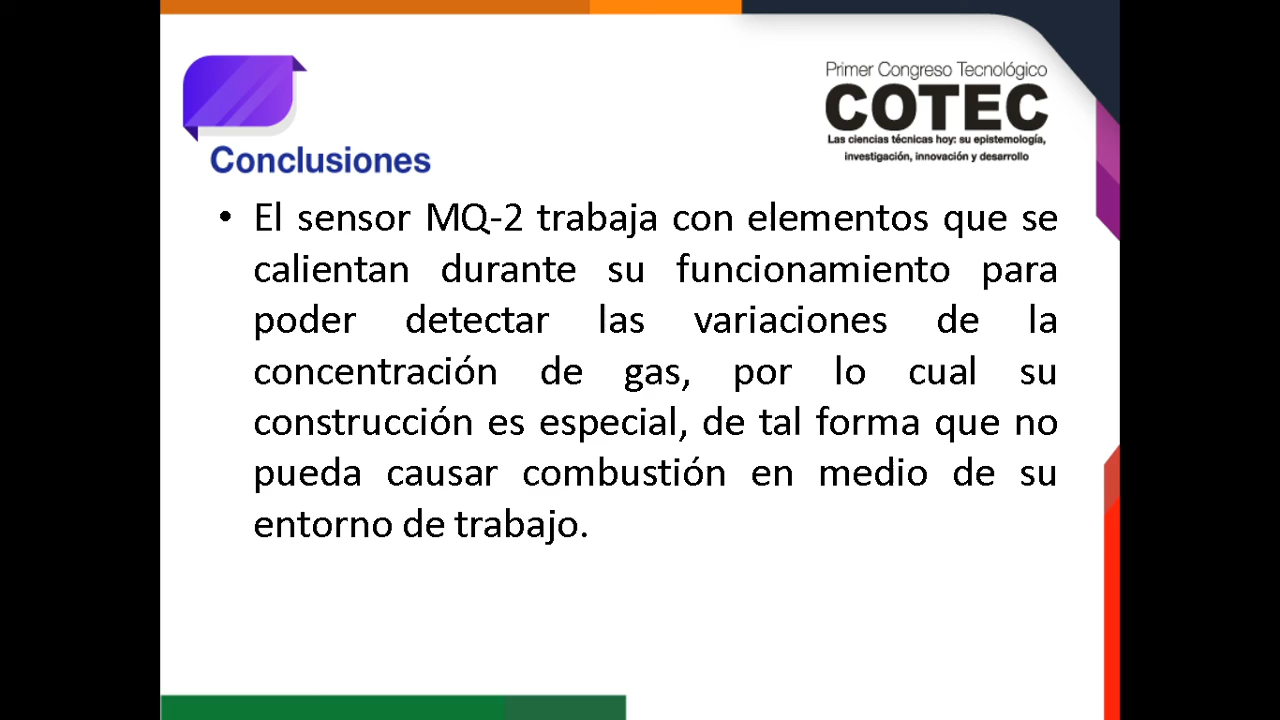 Primer Congreso Tecnológico
COTEC
Las ciencias técnicas hoy: su epistemología,
investigación, innovación y desarrollo
Conclusiones
• El sensor MQ-2 trabaja con elementos que se
calientan durante su funcionamiento para
poder detectar las variaciones de la
concentración de gas, por lo cual su
construcción es especial, de tal forma que no
pueda causar combustión en medio de su
entorno de trabajo.